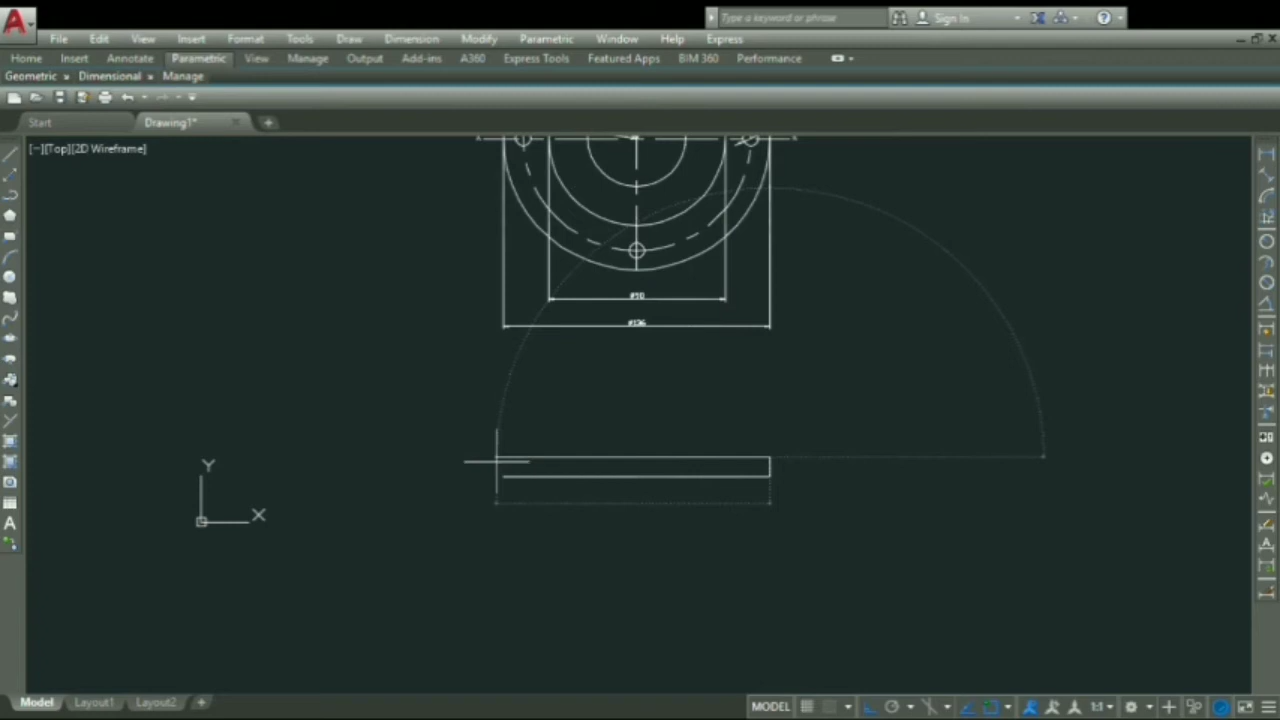 Type a keyword or phrase
Sign In
File Edit View Insert Format Tools Draw Dimension Modify Parametric Window Help Express
Home Insert Annotate Parametric View Manage Output Add-ins A360 Express Tools Featured Apps BIM 360 Performance
Geometric » Dimensional » Manage
Start Drawing1*
[−][Top][2D Wireframe]
Y
X
Model Layout1 Layout2
MODEL 1:1